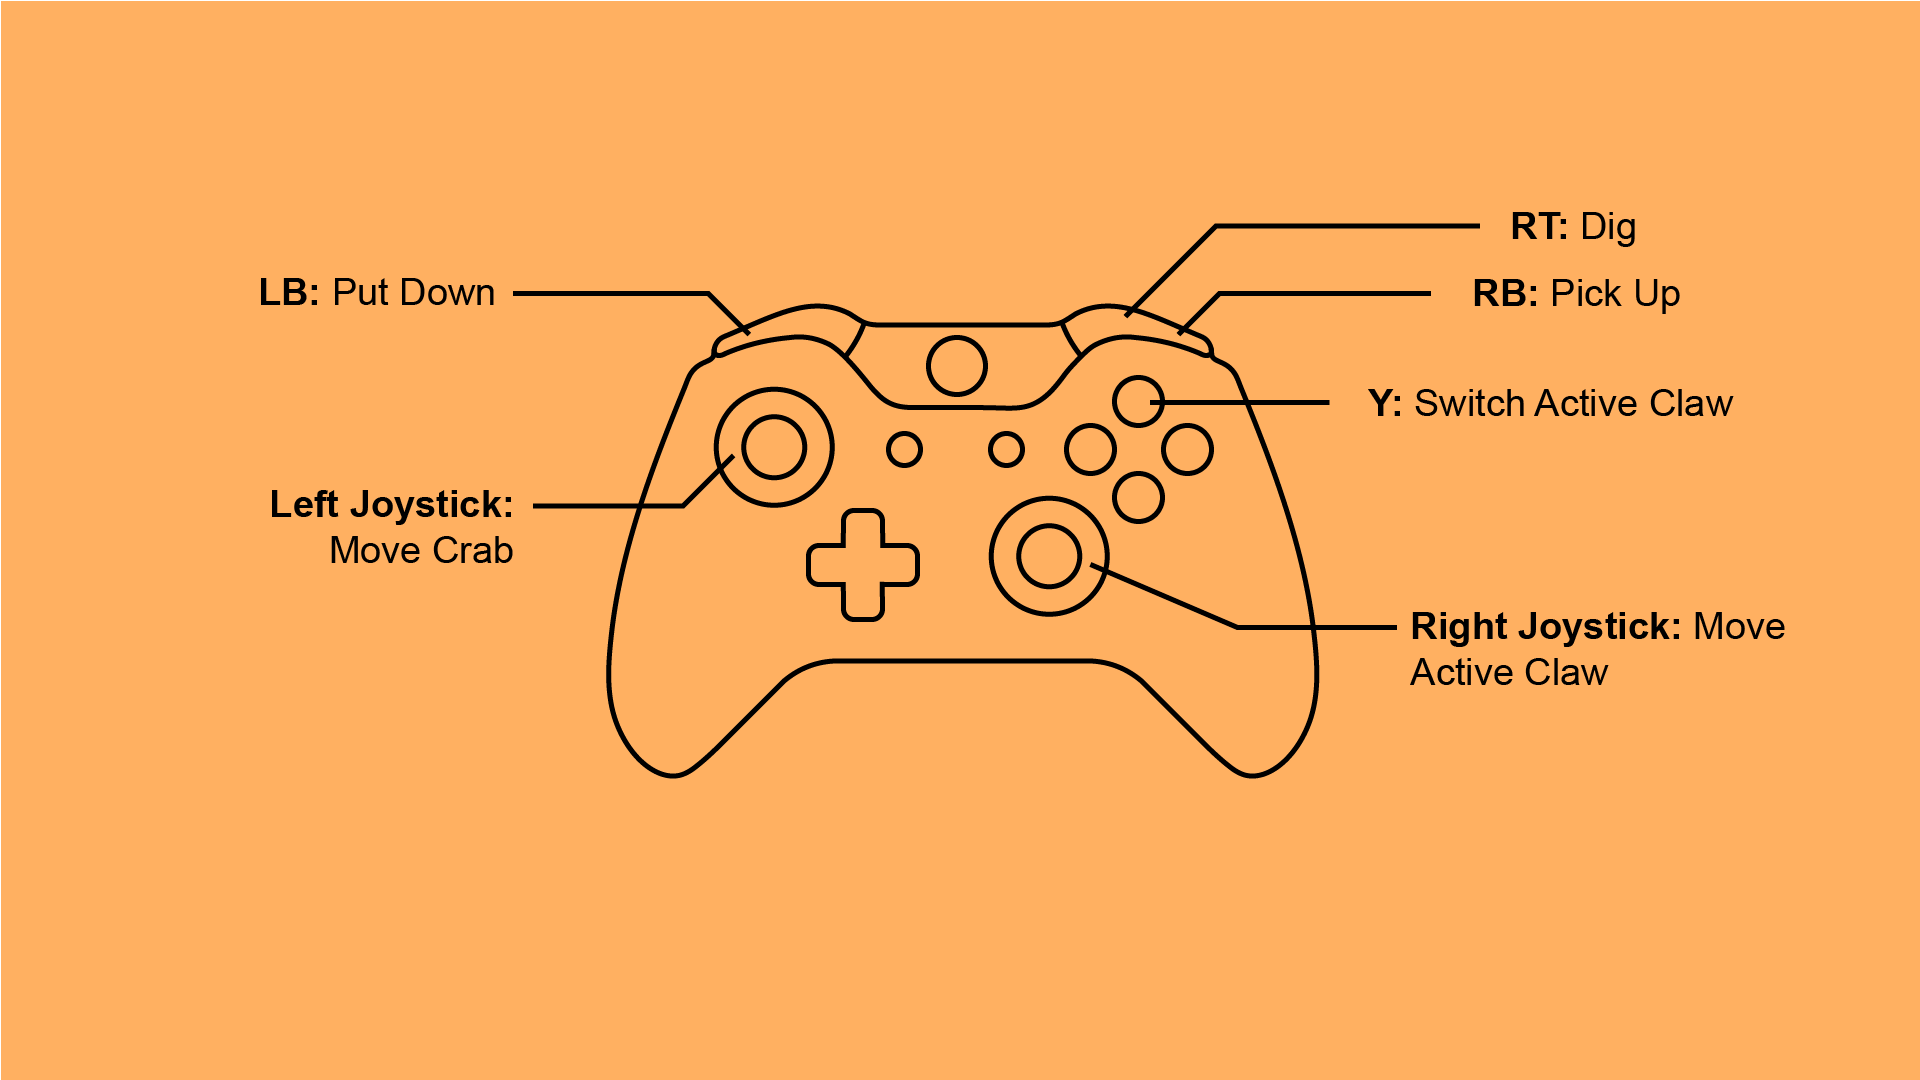 RT: Dig
LB: Put Down
RB: Pick Up
Y: Switch Active Claw
Left Joystick:
Move Crab
Right Joystick: Move
Active Claw